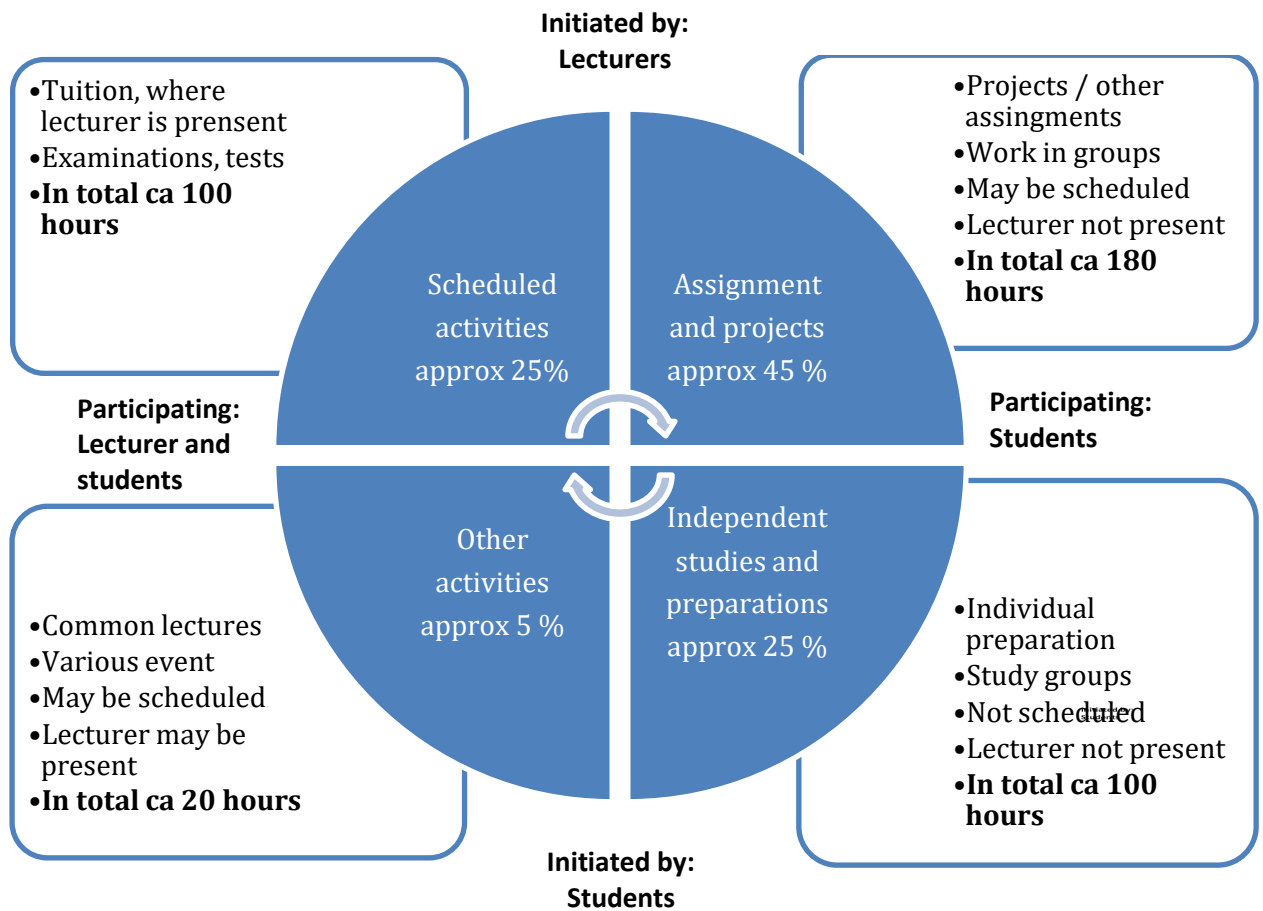 Initiated by:
Lecturers
•Tuition, where
lecturer is prensent
•Examinations, tests
•In total ca 100
hours
•Projects / other
assingments
•Work in groups
•May be scheduled
•Lecturer not present
•In total ca 180
hours
Scheduled
activities
approx 25%
Assignment
and projects
approx 45 %
Participating:
Lecturer and
students
Participating:
Students
Other
activities
approx 5 %
Independent
studies and
preparations
approx 25 %
•Common lectures
•Various event
•May be scheduled
•Lecturer may be
present
•In total ca 20 hours
•Individual
preparation
•Study groups
•Not scheduled
Initiated by:
Students
•Lecturer not present
•In total ca 100
hours
Initiated by:
Students